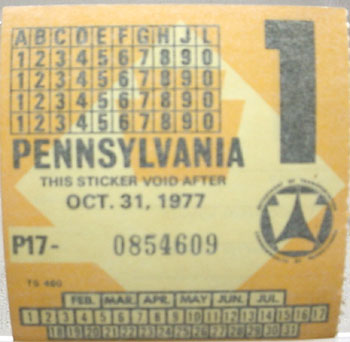 A B C D E F G H J L
1 2 3 4 5 6 7 8 9 0
1 2 3 4 5 6 7 8 9 0
1 2 3 4 5 6 7 8 9 0
1 2 3 4 5 6 7 8 9 0
1
PENNSYLVANIA
THIS STICKER VOID AFTER
OCT. 31, 1977
P17- 0854609
TS 460
FEB. MAR. APR. MAY JUN. JUL.
1 2 3 4 5 6 7 8 9 10 11 12 13 14 15 16 17
18 19 20 21 22 23 24 25 26 27 28 29 30 31